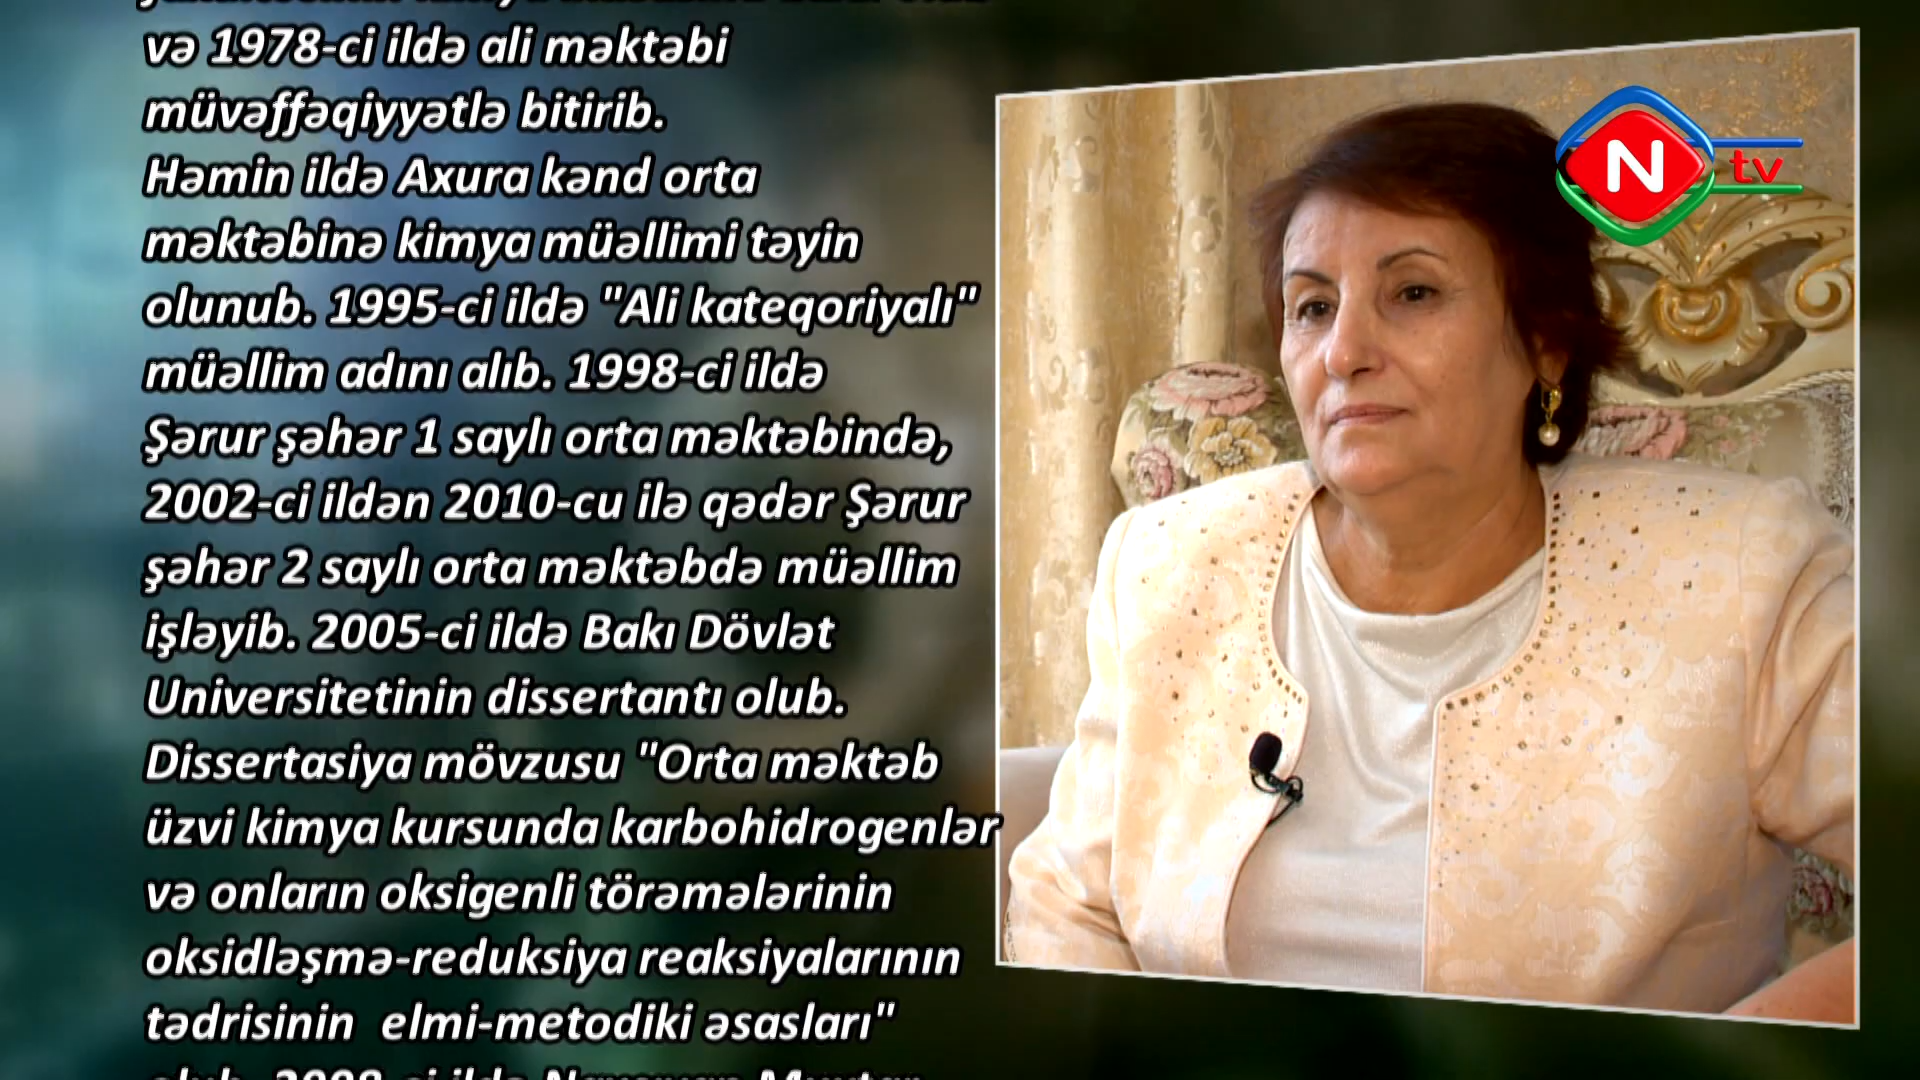 və 1978-ci ildə ali məktəbi
müvəffəqiyyətlə bitirib.
Həmin ildə Axura kənd orta
məktəbinə kimya müəllimi təyin
olunub. 1995-ci ildə "Ali kateqoriyalı"
müəllim adını alıb. 1998-ci ildə
Şərur şəhər 1 saylı orta məktəbində,
2002-ci ildən 2010-cu ilə qədər Şərur
şəhər 2 saylı orta məktəbdə müəllim
işləyib. 2005-ci ildə Bakı Dövlət
Universitetinin dissertantı olub.
Dissertasiya mövzusu "Orta məktəb
üzvi kimya kursunda karbohidrogenlər
və onların oksigenli törəmələrinin
oksidləşmə-reduksiya reaksiyalarının
tədrisinin  elmi-metodiki əsasları"
N tv